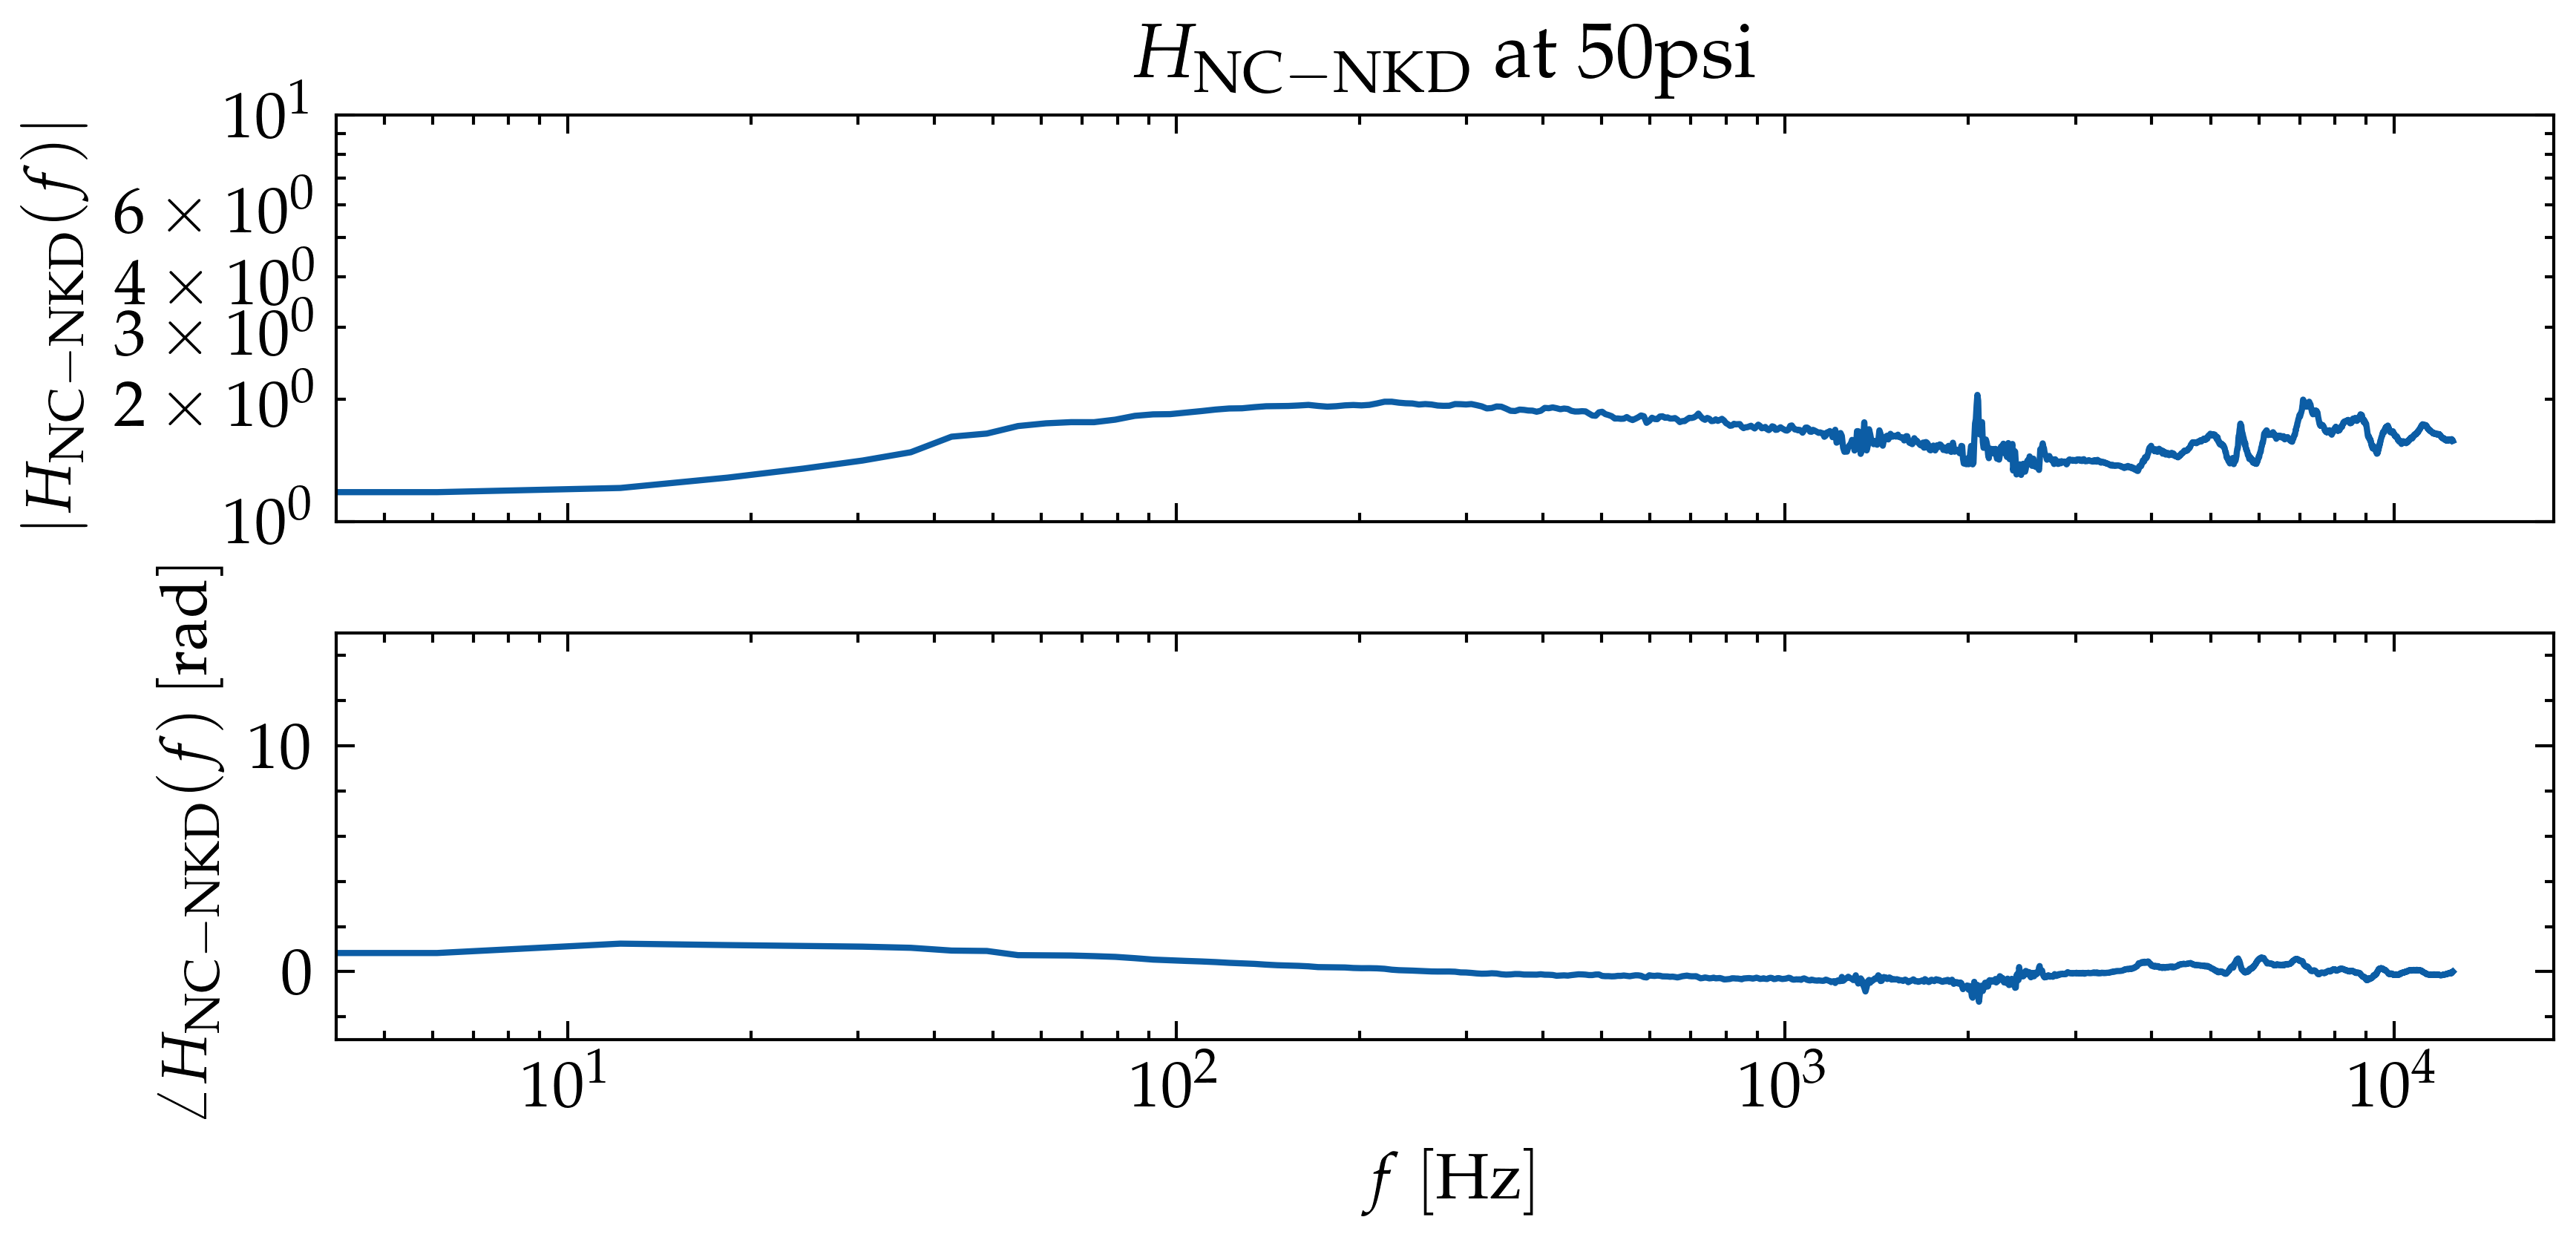 H_NC−NKD at 50psi
|H_NC−NKD(f)|
10^1
6 × 10^0
4 × 10^0
3 × 10^0
2 × 10^0
10^0
∠H_NC−NKD(f) [rad]
10
0
10^1 10^2 10^3 10^4
f [Hz]